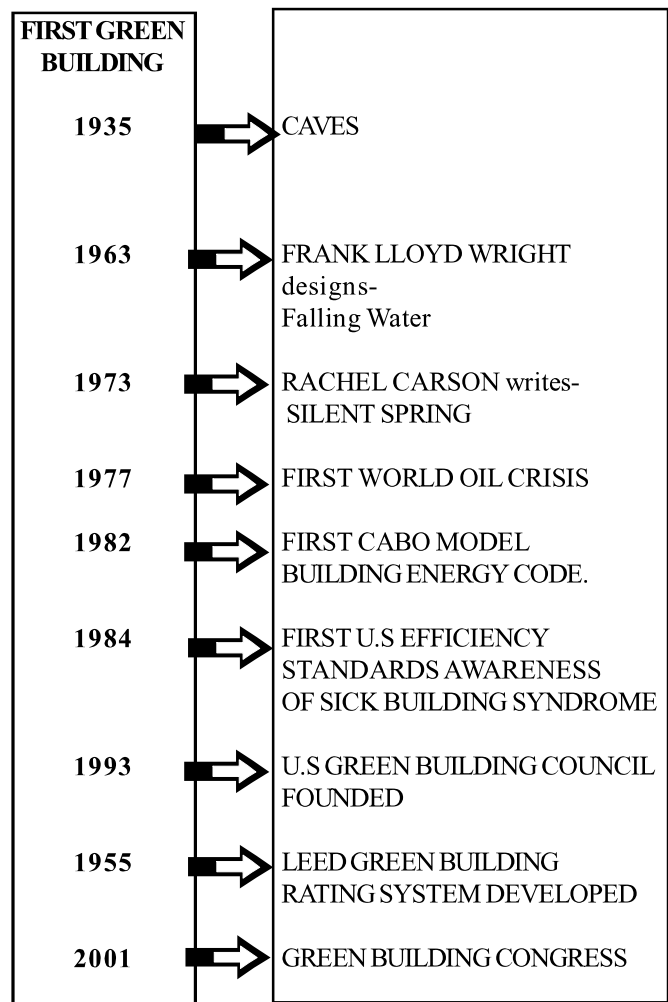 FIRST GREEN
BUILDING
1935 CAVES
1963 FRANK LLOYD WRIGHT
designs-
Falling Water
1973 RACHEL CARSON writes-
SILENT SPRING
1977 FIRST WORLD OIL CRISIS
1982 FIRST CABO MODEL
BUILDING ENERGY CODE.
1984 FIRST U.S EFFICIENCY
STANDARDS AWARENESS
OF SICK BUILDING SYNDROME
1993 U.S GREEN BUILDING COUNCIL
FOUNDED
1955 LEED GREEN BUILDING
RATING SYSTEM DEVELOPED
2001 GREEN BUILDING CONGRESS